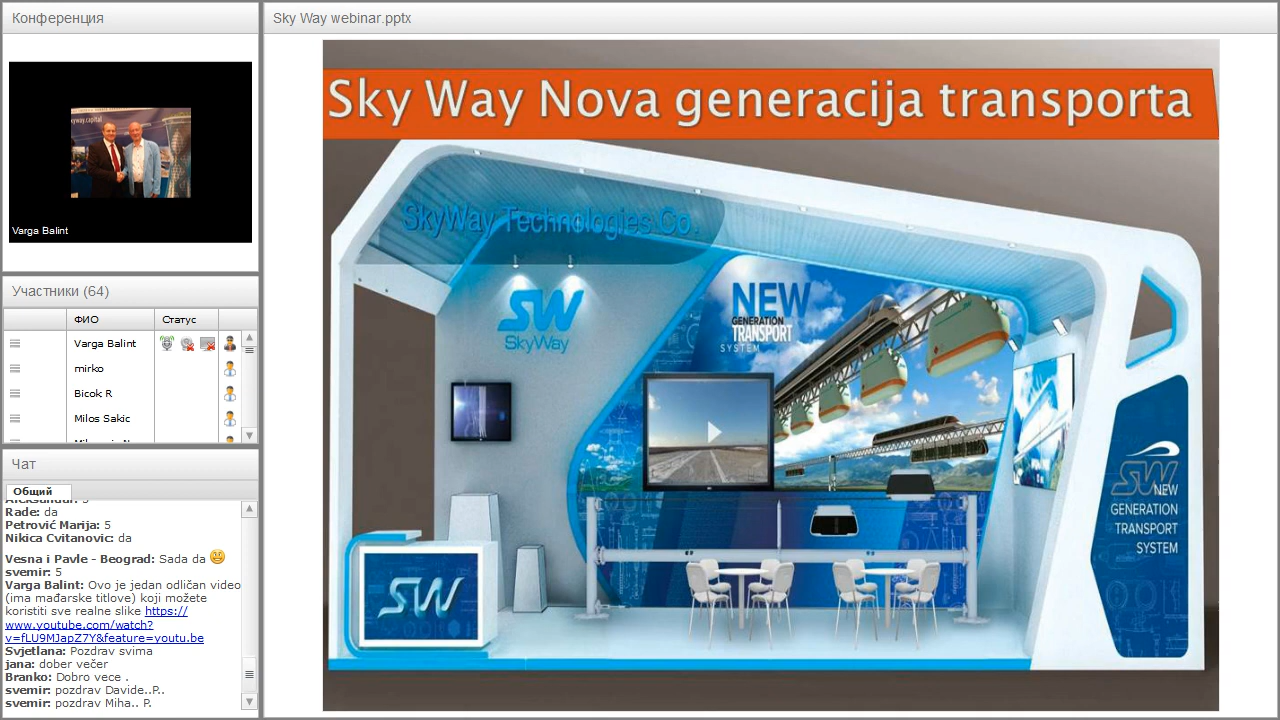 Конференция
Sky Way webinar.pptx
kyway.capital
Varga Balint
Участники (64)
ФИО
Статус
Varga Balint
mirko
Bicok R
Milos Sakic
Чат
Общий
Aleksandar: 5
Rade: da
Petrović Marija: 5
Nikica Cvitanovic: da
Vesna i Pavle - Beograd: Sada da
svemir: 5
Varga Balint: Ovo je jedan odličan video
(ima mađarske titlove) koji možete
koristiti sve realne slike https://
www.youtube.com/watch?
v=fLU9MJapZ7Y&feature=youtu.be
Svjetlana: Pozdrav svima
jana: dober večer
Branko: Dobro vece .
svemir: pozdrav Davide..P..
svemir: pozdrav Miha.. P.
Sky Way Nova generacija transporta
SkyWay Technologies Co.
SW
SkyWay
NEW
GENERATION
TRANSPORT
SYSTEM
SW
SW
NEW
GENERATION
TRANSPORT
SYSTEM